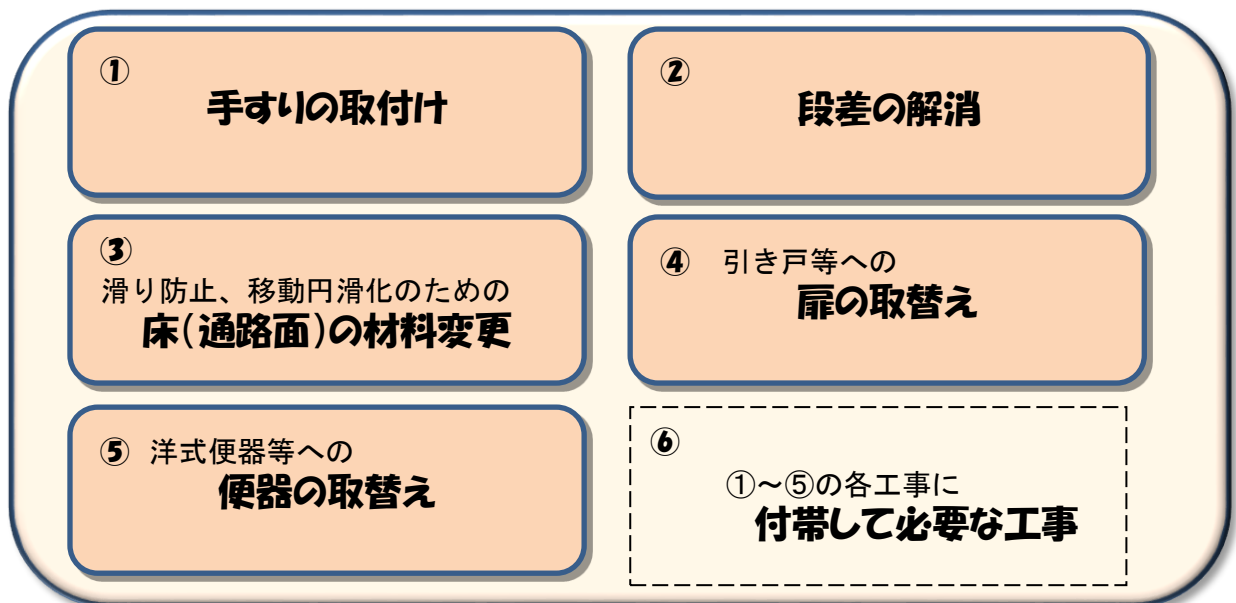 ①
手すりの取付け
②
段差の解消
③
滑り防止、移動円滑化のための
床(通路面)の材料変更
④ 引き戸等への
扉の取替え
⑤ 洋式便器等への
便器の取替え
⑥
①~⑤の各工事に
付帯して必要な工事